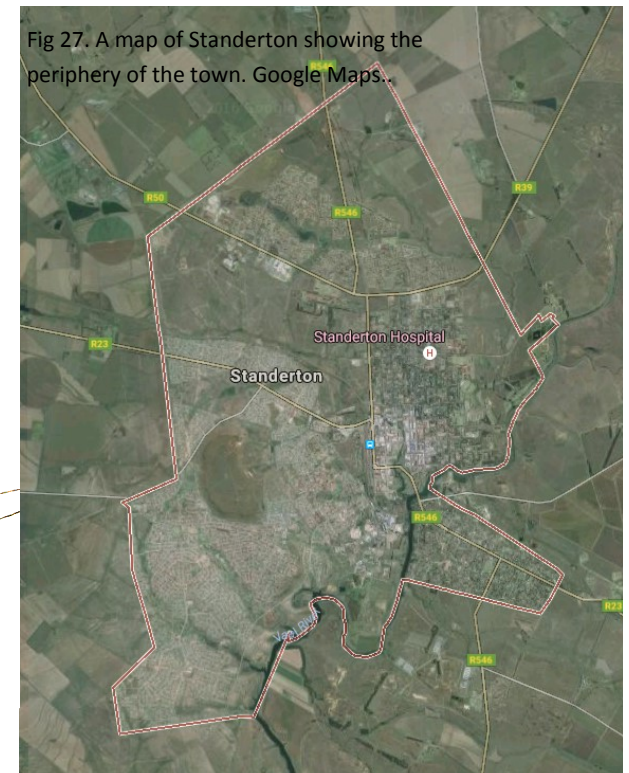 Fig 27. A map of Standerton showing the
periphery of the town. Google Maps..
R546
R50
R39
R546
Standerton Hospital
H
R23
Standerton
R546
R23
Vaal River
R546